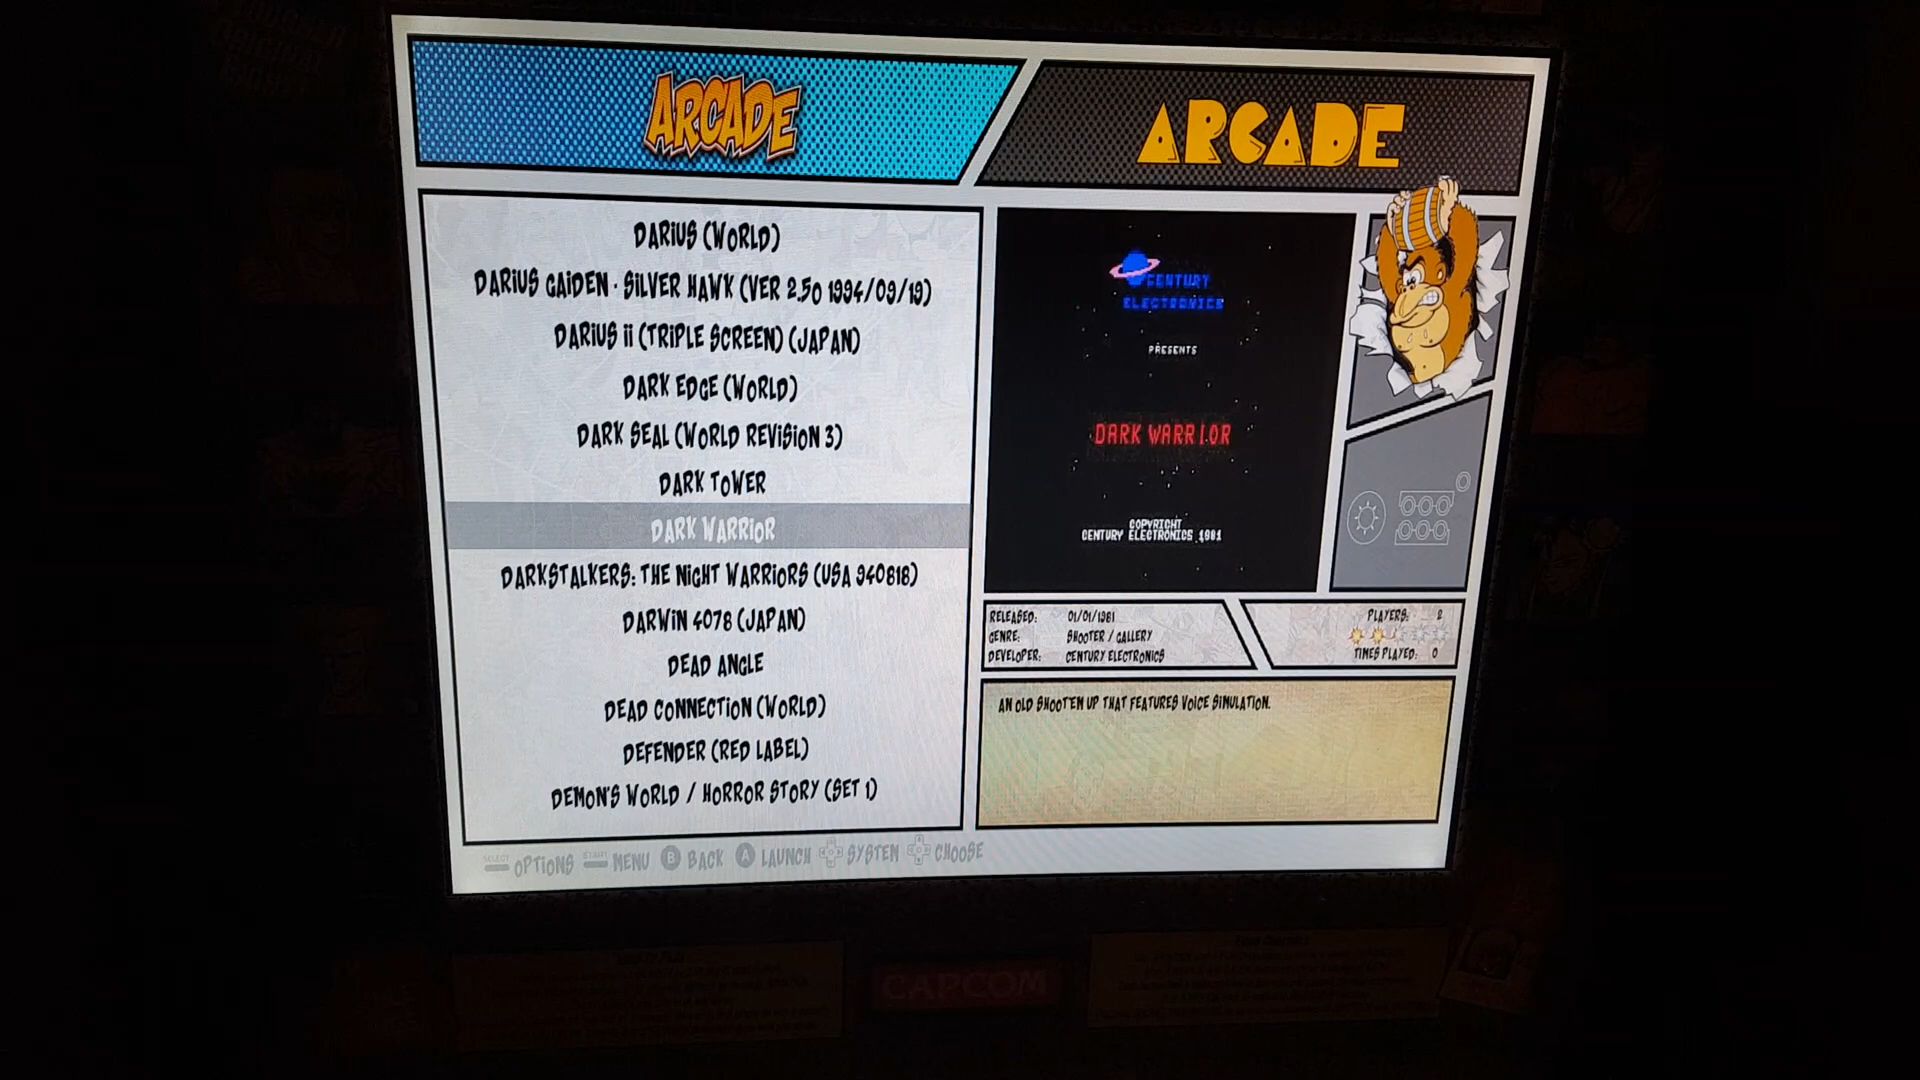 ARCADE
ARCADE
DARIUS (WORLD)
DARIUS GAIDEN - SILVER HAWK (VER 2.5O 1994/09/19)
DARIUS II (TRIPLE SCREEN) (JAPAN)
DARK EDGE (WORLD)
DARK SEAL (WORLD REVISION 3)
DARK TOWER
DARK WARRIOR
DARKSTALKERS: THE NIGHT WARRIORS (USA 940818)
DARWIN 4078 (JAPAN)
DEAD ANGLE
DEAD CONNECTION (WORLD)
DEFENDER (RED LABEL)
DEMON'S WORLD / HORROR STORY (SET 1)
CENTURY
ELECTRONICS
PRESENTS
DARK WARRIOR
COPYRIGHT
CENTURY ELECTRONICS 1981
RELEASED: 01/01/1981
GENRE: SHOOTER / GALLERY
DEVELOPER: CENTURY ELECTRONICS
PLAYERS: 2
TIMES PLAYED: 0
AN OLD SHOOT'EM UP THAT FEATURES VOICE SIMULATION.
SELECT OPTIONS START MENU B BACK A LAUNCH SYSTEM CHOOSE
CAPCOM